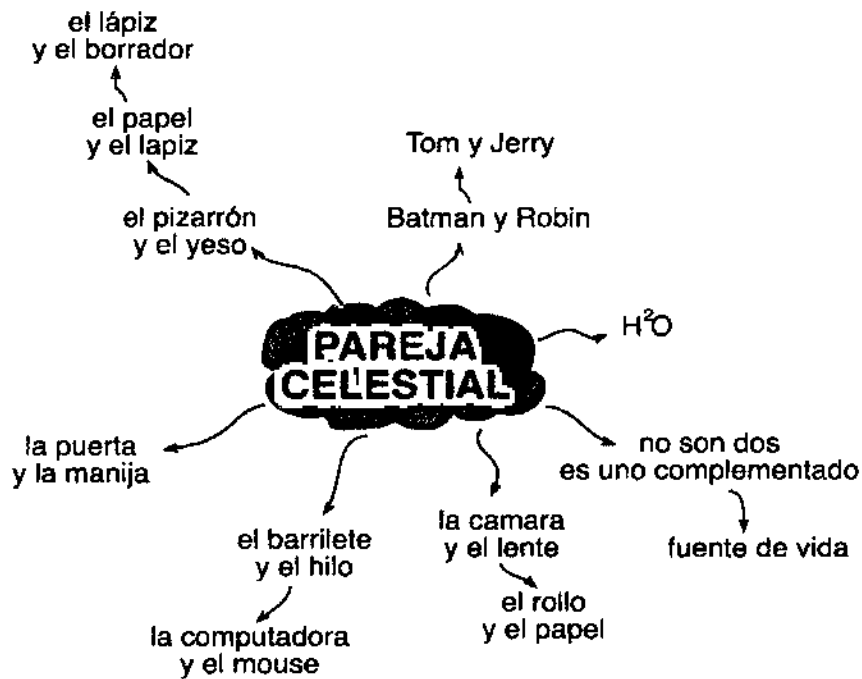 el lápiz
y el borrador
el papel
y el lapiz
Tom y Jerry
el pizarrón
y el yeso
Batman y Robin
H²O
PAREJA
CELESTIAL
la puerta
y la manija
no son dos
es uno complementado
el barrilete
y el hilo
la camara
y el lente
fuente de vida
el rollo
y el papel
la computadora
y el mouse